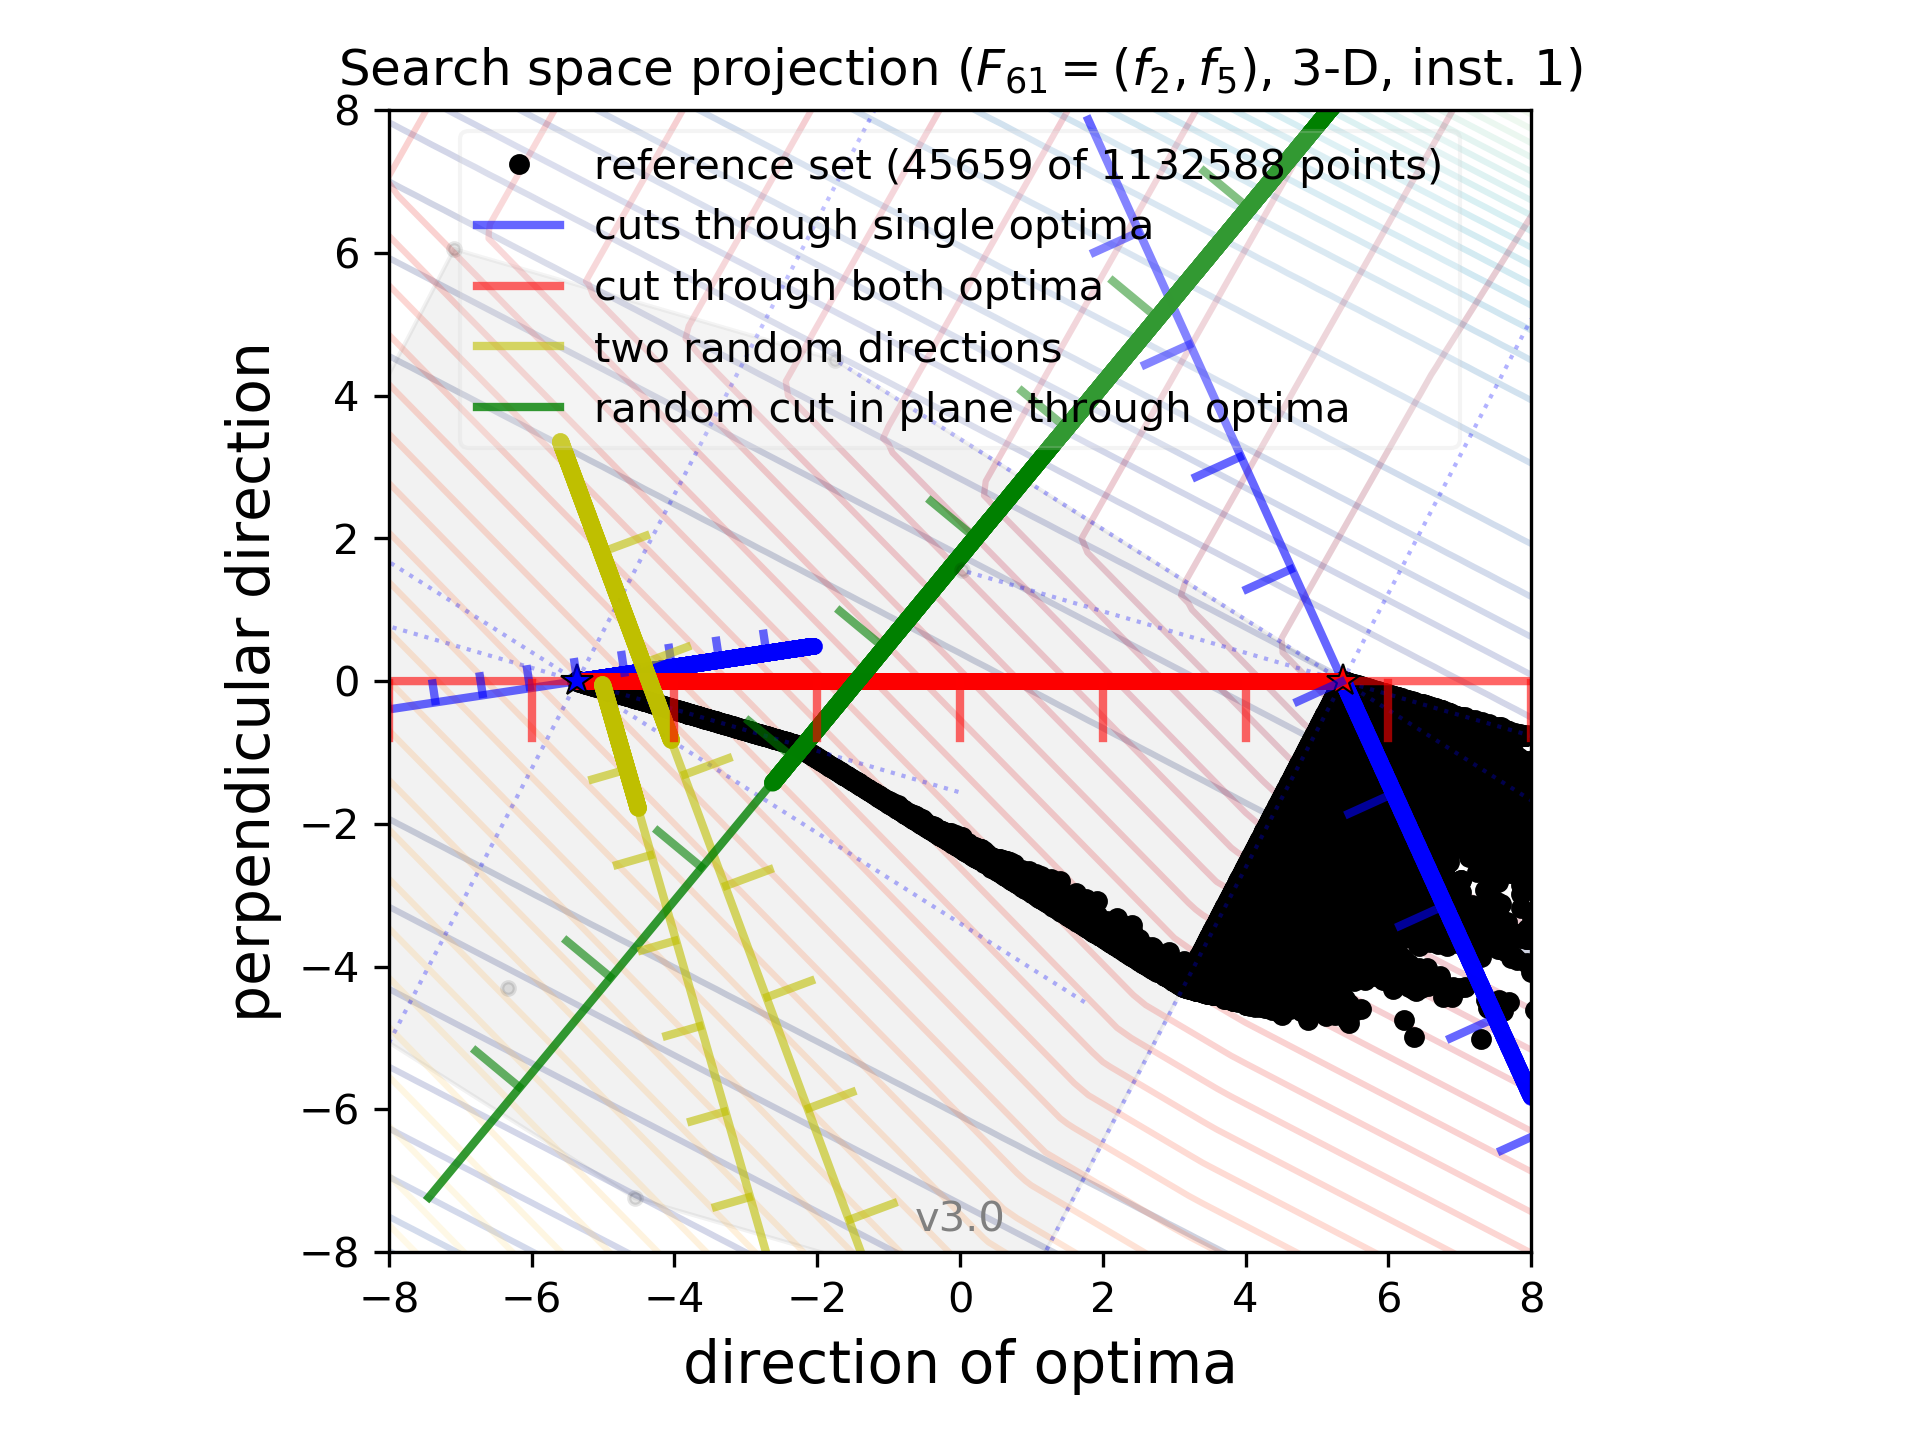 Search space projection (F₆₁ = (f₂, f₅), 3-D, inst. 1)
reference set (45659 of 1132588 points)
cuts through single optima
cut through both optima
two random directions
random cut in plane through optima
8
6
4
2
0
−2
−4
−6
−8
perpendicular direction
v3.0
−8 −6 −4 −2 0 2 4 6 8
direction of optima